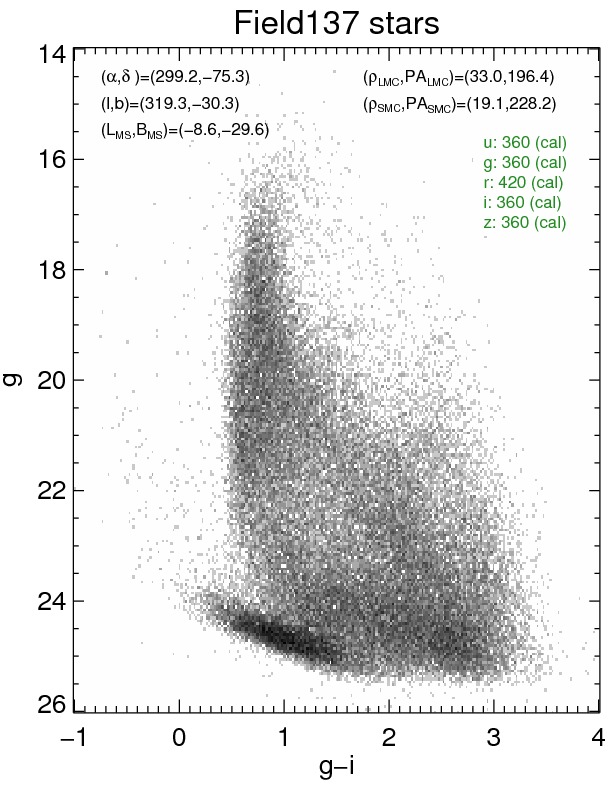 Field137 stars
(α,δ)=(299.2,−75.3)
(l,b)=(319.3,−30.3)
(LMS,BMS)=(−8.6,−29.6)
(ρLMC,PALMC)=(33.0,196.4)
(ρSMC,PASMC)=(19.1,228.2)
u: 360 (cal)
g: 360 (cal)
r: 420 (cal)
i: 360 (cal)
z: 360 (cal)
14
16
18
20
22
24
26
g
−1 0 1 2 3 4
g−i